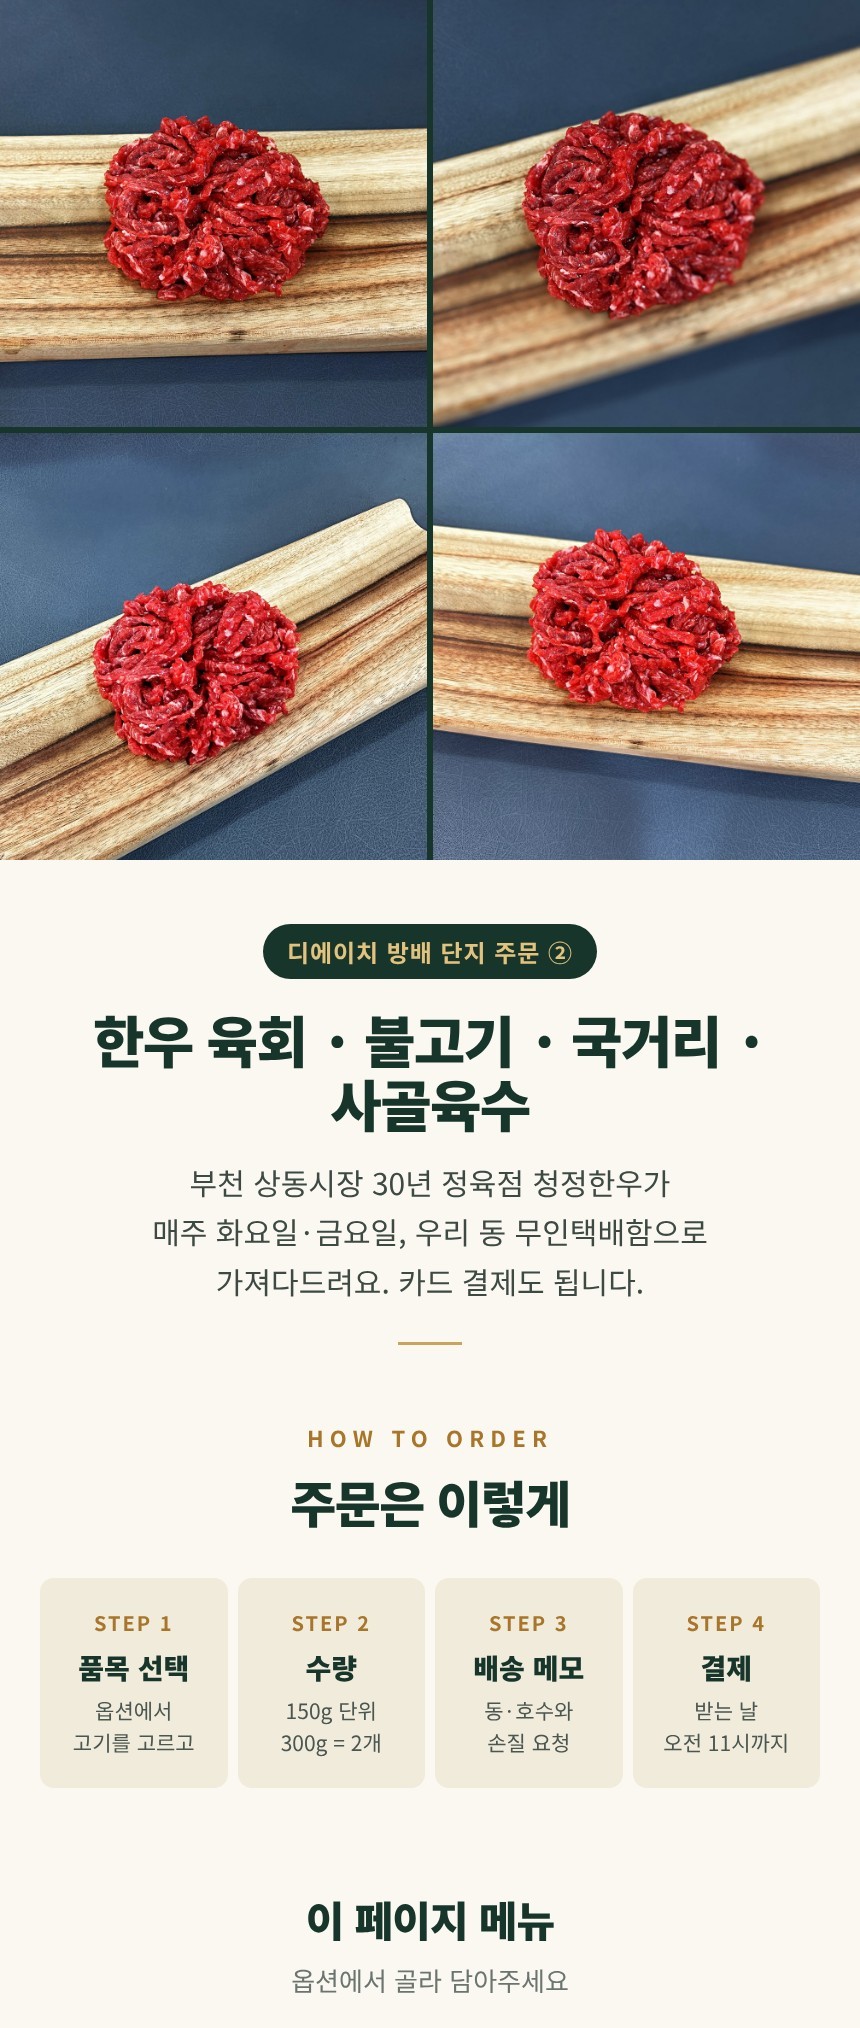 디에이치 방배 단지 주문 ②
한우 육회 · 불고기 · 국거리 ·
사골육수
부천 상동시장 30년 정육점 청정한우가
매주 화요일·금요일, 우리 동 무인택배함으로
가져다드려요. 카드 결제도 됩니다.
HOW TO ORDER
주문은 이렇게
STEP 1
품목 선택
옵션에서
고기를 고르고
STEP 2
수량
150g 단위
300g = 2개
STEP 3
배송 메모
동·호수와
손질 요청
STEP 4
결제
받는 날
오전 11시까지
이 페이지 메뉴
옵션에서 골라 담아주세요